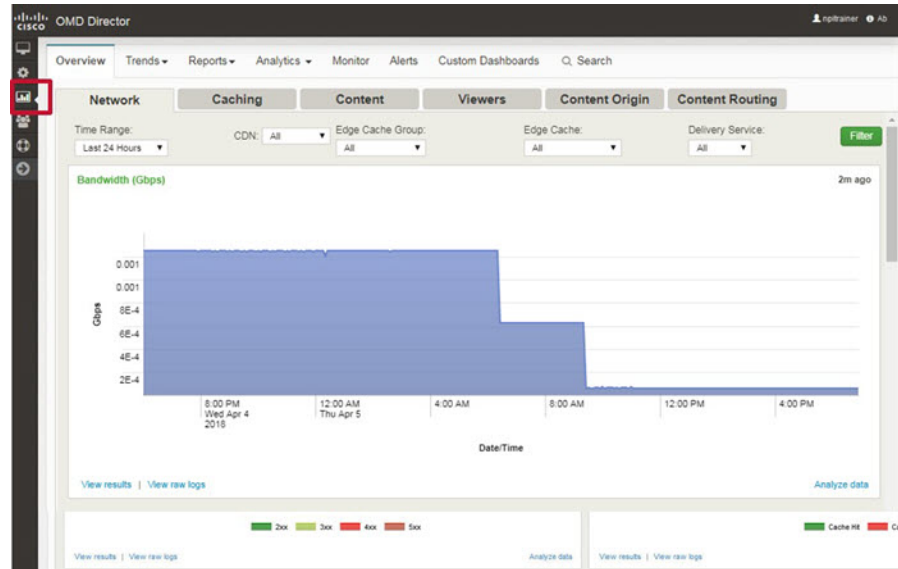 cisco OMD Director
npitrainer Ab
Overview Trends Reports Analytics Monitor Alerts Custom Dashboards Search
Network Caching Content Viewers Content Origin Content Routing
Time Range: CDN: All Edge Cache Group: Edge Cache: Delivery Service:
Last 24 Hours All All All Filter
Bandwidth (Gbps) 2m ago
0.001
0.001
8E-4
6E-4
4E-4
2E-4
Gbps
8:00 PM 12:00 AM 4:00 AM 8:00 AM 12:00 PM 4:00 PM
Wed Apr 4 Thu Apr 5
2018
Date/Time
View results | View raw logs Analyze data
2xx 3xx 4xx 5xx Cache Hit C
View results | View raw logs Analyze data View results | View raw logs